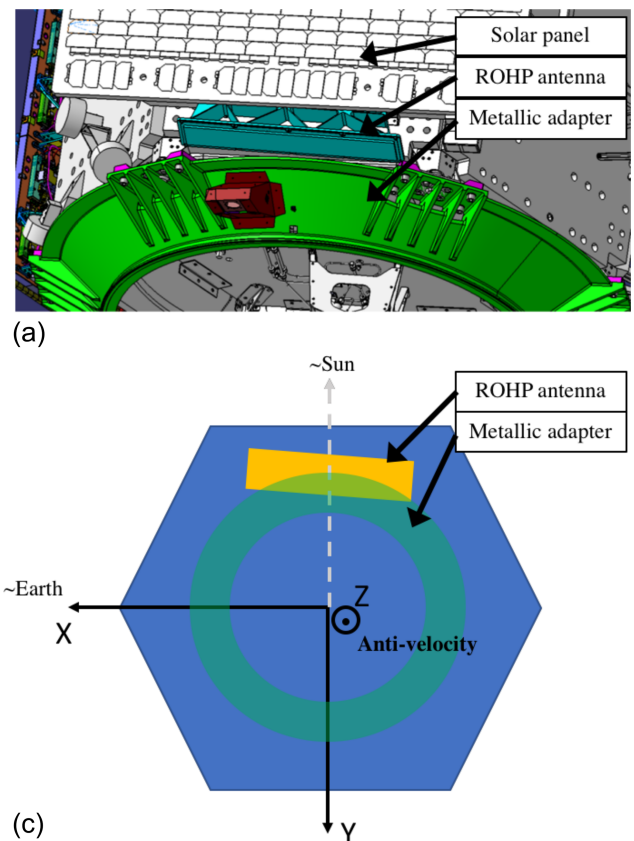 Solar panel
ROHP antenna
Metallic adapter
(a)
~Sun
ROHP antenna
Metallic adapter
~Earth
X
Z
Anti-velocity
(c)
Y